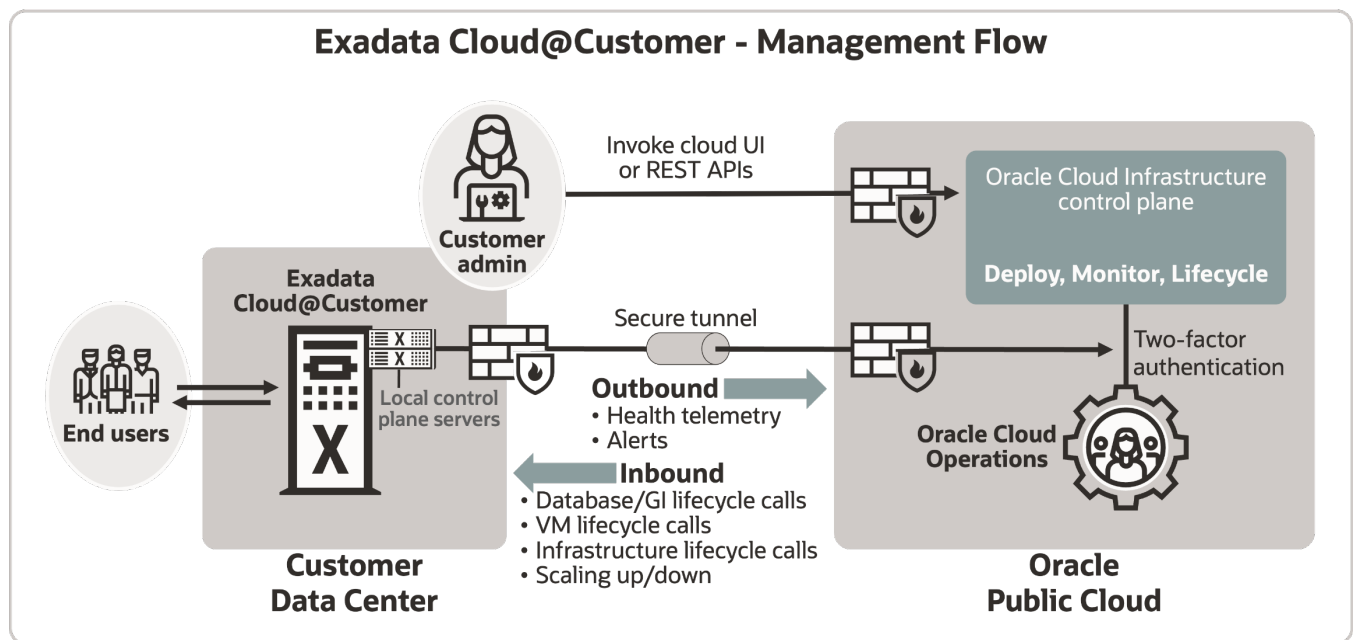 Exadata Cloud@Customer - Management Flow
Invoke cloud UI
or REST APIs
Oracle Cloud Infrastructure
control plane
Deploy, Monitor, Lifecycle
Customer
admin
Exadata
Cloud@Customer
X
X
X
Local control
plane servers
End users
Secure tunnel
Outbound
• Health telemetry
• Alerts
Inbound
• Database/GI lifecycle calls
• VM lifecycle calls
• Infrastructure lifecycle calls
• Scaling up/down
Two-factor
authentication
Oracle Cloud
Operations
Customer
Data Center
Oracle
Public Cloud